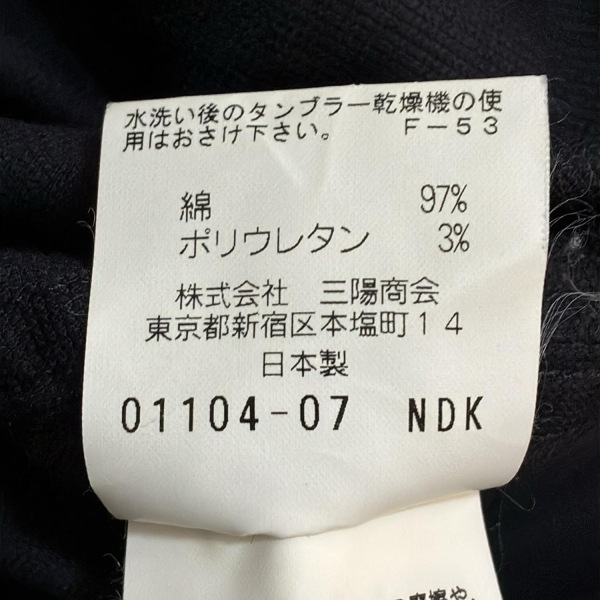 水洗い後のタンブラー乾燥機の使
用はおさけ下さい。 F-53
綿 97%
ポリウレタン 3%
株式会社 三陽商会
東京都新宿区本塩町14
日本製
01104-07 NDK